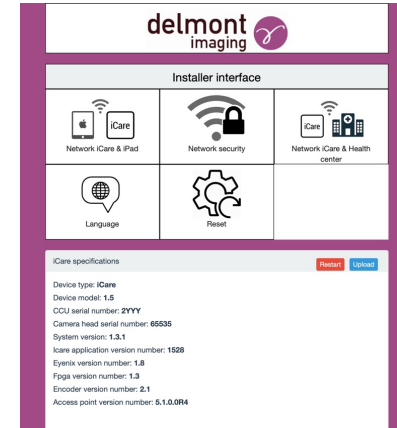 delmont
imaging
Installer interface
iCare
Network iCare & iPad
Network security
iCare
Network iCare & Health
center
Language
Reset
iCare specifications
Restart
Upload
Device type: iCare
Device model: 1.5
CCU serial number: 2YYY
Camera head serial number: 65535
System version: 1.3.1
Icare application version number: 1528
Eyenix version number: 1.8
Fpga version number: 1.3
Encoder version number: 2.1
Access point version number: 5.1.0.0R4